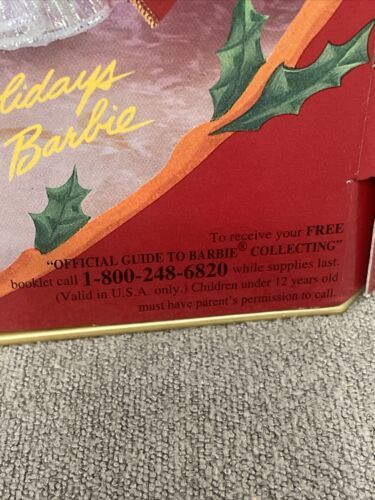 lidays
Barbie
To receive your FREE
"OFFICIAL GUIDE TO BARBIE® COLLECTING"
booklet call 1-800-248-6820 while supplies last.
(Valid in U.S.A. only.) Children under 12 years old
must have parent's permission to call.